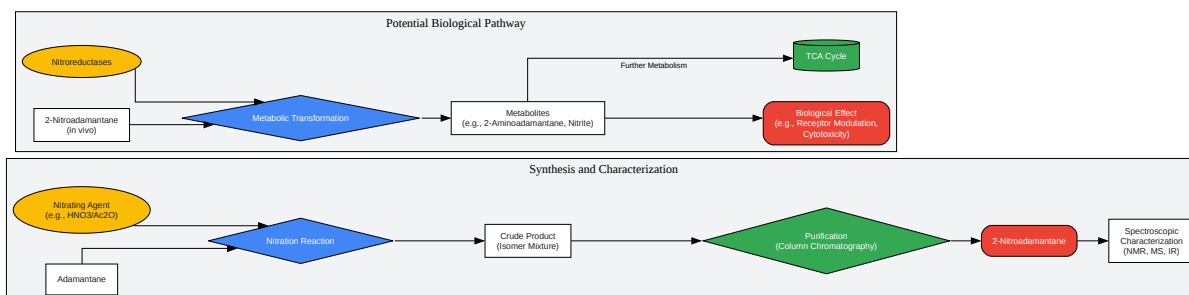 Potential Biological Pathway
Nitroreductases
2-Nitroadamantane
(in vivo)
Metabolic Transformation
Metabolites
(e.g., 2-Aminoadamantane, Nitrite)
Further Metabolism
TCA Cycle
Biological Effect
(e.g., Receptor Modulation,
Cytotoxicity)
Synthesis and Characterization
Nitrating Agent
(e.g., HNO3/Ac2O)
Adamantane
Nitration Reaction
Crude Product
(Isomer Mixture)
Purification
(Column Chromatography)
2-Nitroadamantane
Spectroscopic
Characterization
(NMR, MS, IR)